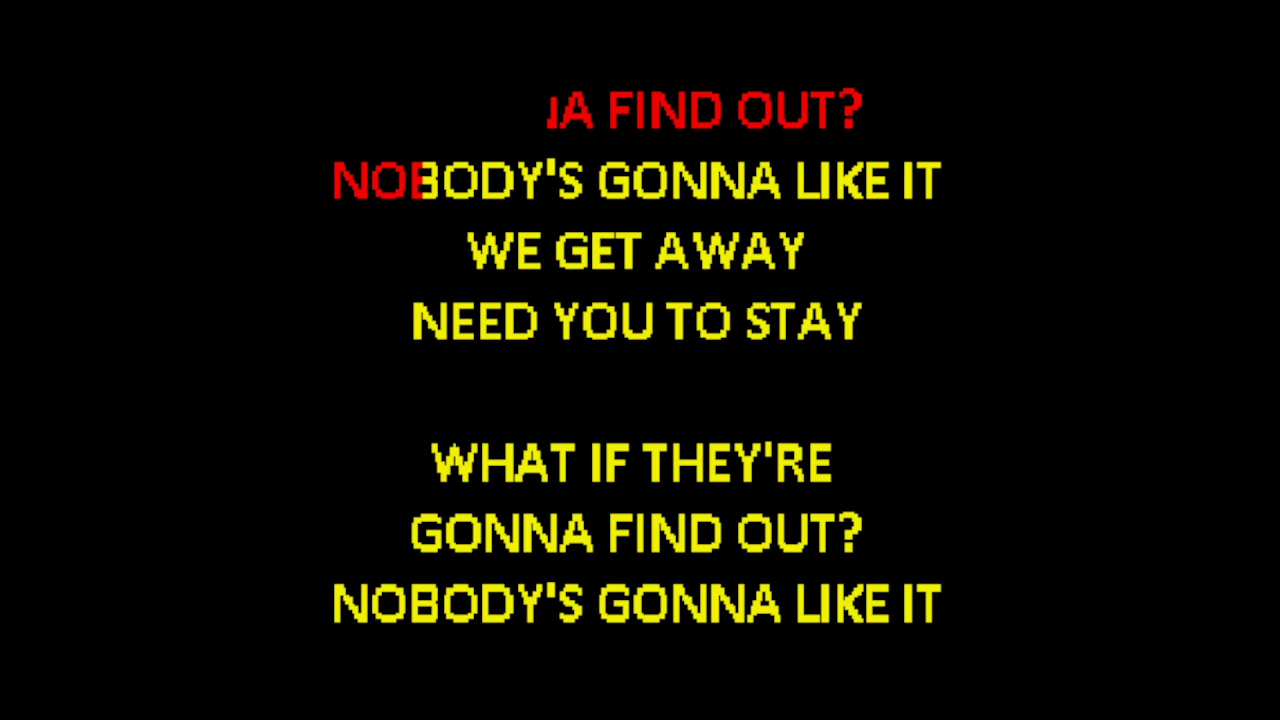 A FIND OUT?
NOBODY'S GONNA LIKE IT
WE GET AWAY
NEED YOU TO STAY
WHAT IF THEY'RE
GONNA FIND OUT?
NOBODY'S GONNA LIKE IT